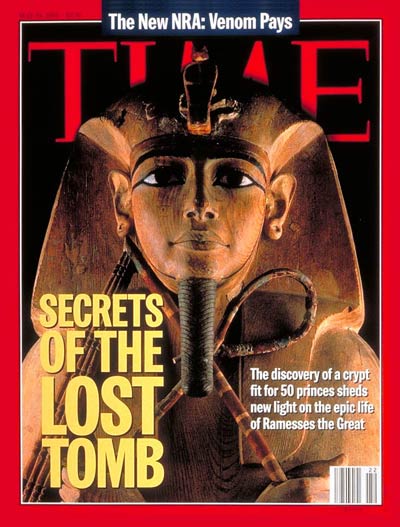 The New NRA: Venom Pays
TIME
SECRETS
OF THE
LOST
TOMB
The discovery of a crypt
fit for 50 princes sheds
new light on the epic life
of Ramesses the Great
22